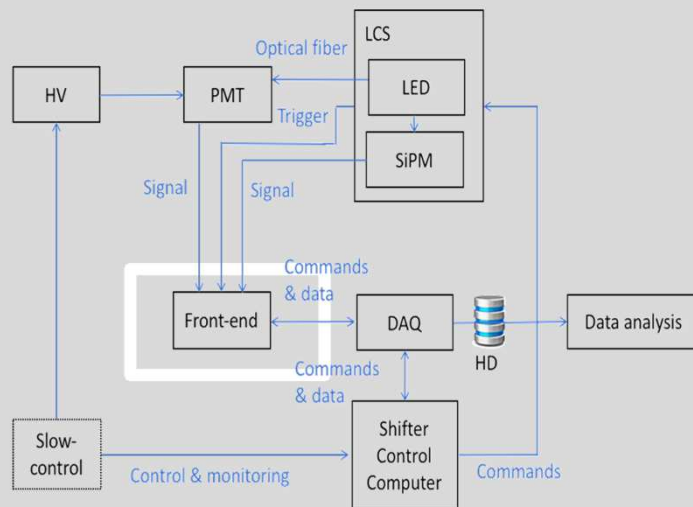 LCS
Optical fiber
LED
HV
PMT
Trigger
SiPM
Signal
Signal
Commands
& data
Front-end
DAQ
Data analysis
HD
Commands
& data
Slow-
control
Shifter
Control
Computer
Control & monitoring
Commands